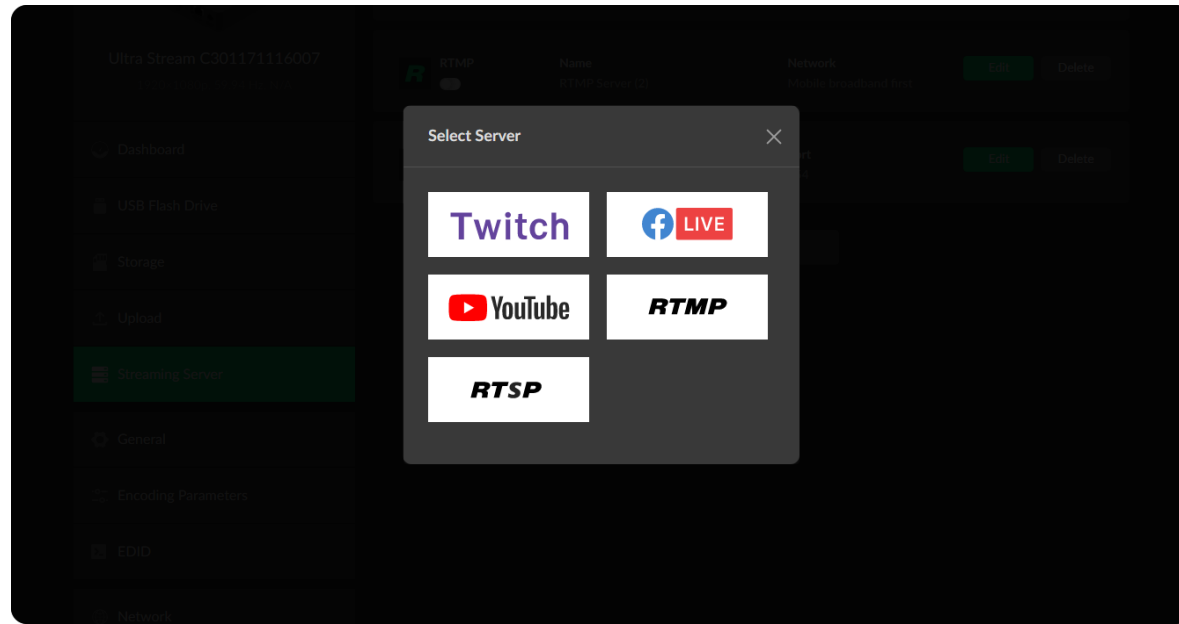 Ultra Stream C301171116007
RTMP
Name
RTMP Server (2)
Network
Mobile broadband first
Edit
Delete
Select Server
Edit
Delete
Dashboard
USB Flash Drive
Storage
Upload
Streaming Server
General
Encoding Parameters
EDID
Network
Twitch
LIVE
YouTube
RTMP
RTSP